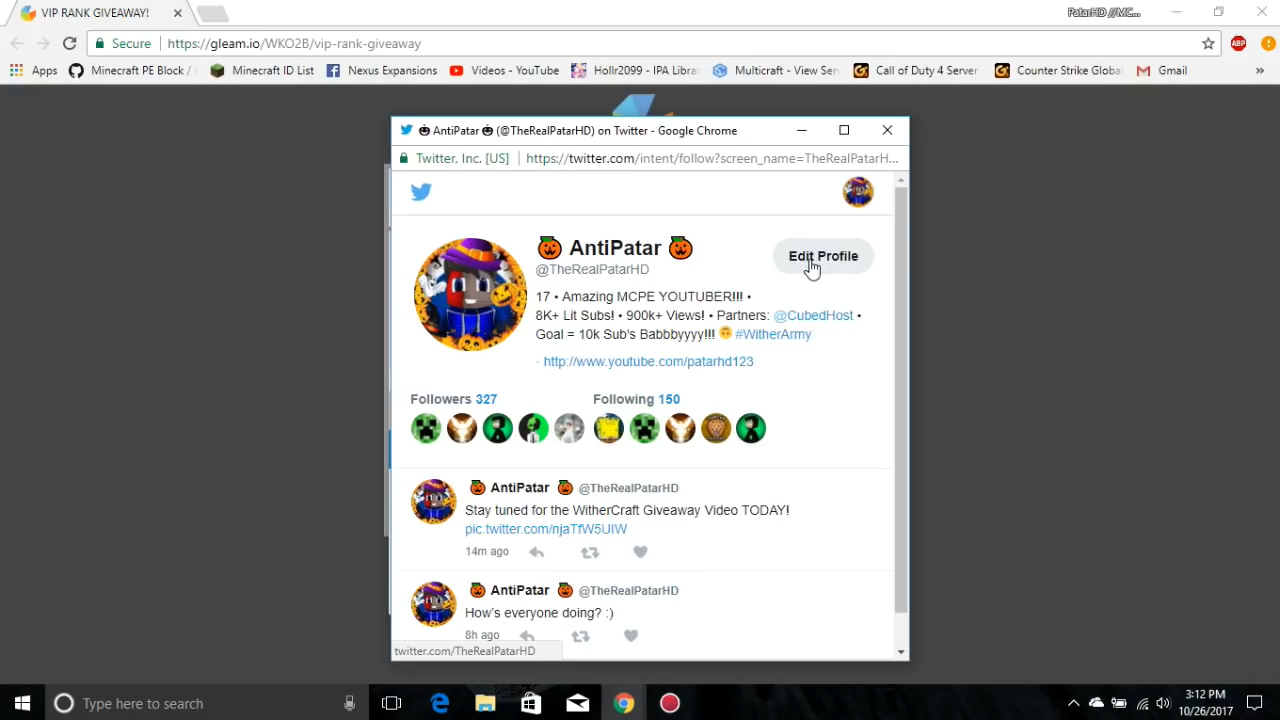 VIP RANK GIVEAWAY!
PatarHD //MC...
Secure
https://gleam.io/WKO2B/vip-rank-giveaway
ABP
Apps
Minecraft PE Block /
Minecraft ID List
Nexus Expansions
Videos - YouTube
Hollr2099 - IPA Libra
Multicraft - View Serv
Call of Duty 4 Server
Counter Strike Global
Gmail
»
🎃 AntiPatar 🎃 (@TheRealPatarHD) on Twitter - Google Chrome
Twitter, Inc. [US]
https://twitter.com/intent/follow?screen_name=TheRealPatarH...
🎃 AntiPatar 🎃
Edit Profile
@TheRealPatarHD
17 • Amazing MCPE YOUTUBER!!! •
8K+ Lit Subs! • 900k+ Views! • Partners: @CubedHost •
Goal = 10k Sub's Babbbyyyy!!! 🙃 #WitherArmy
· http://www.youtube.com/patarhd123
Followers 327
Following 150
🎃 AntiPatar 🎃 @TheRealPatarHD
Stay tuned for the WitherCraft Giveaway Video TODAY!
pic.twitter.com/njaTfW5UIW
14m ago
🎃 AntiPatar 🎃 @TheRealPatarHD
How's everyone doing? :)
8h ago
twitter.com/TheRealPatarHD
Type here to search
3:12 PM
10/26/2017